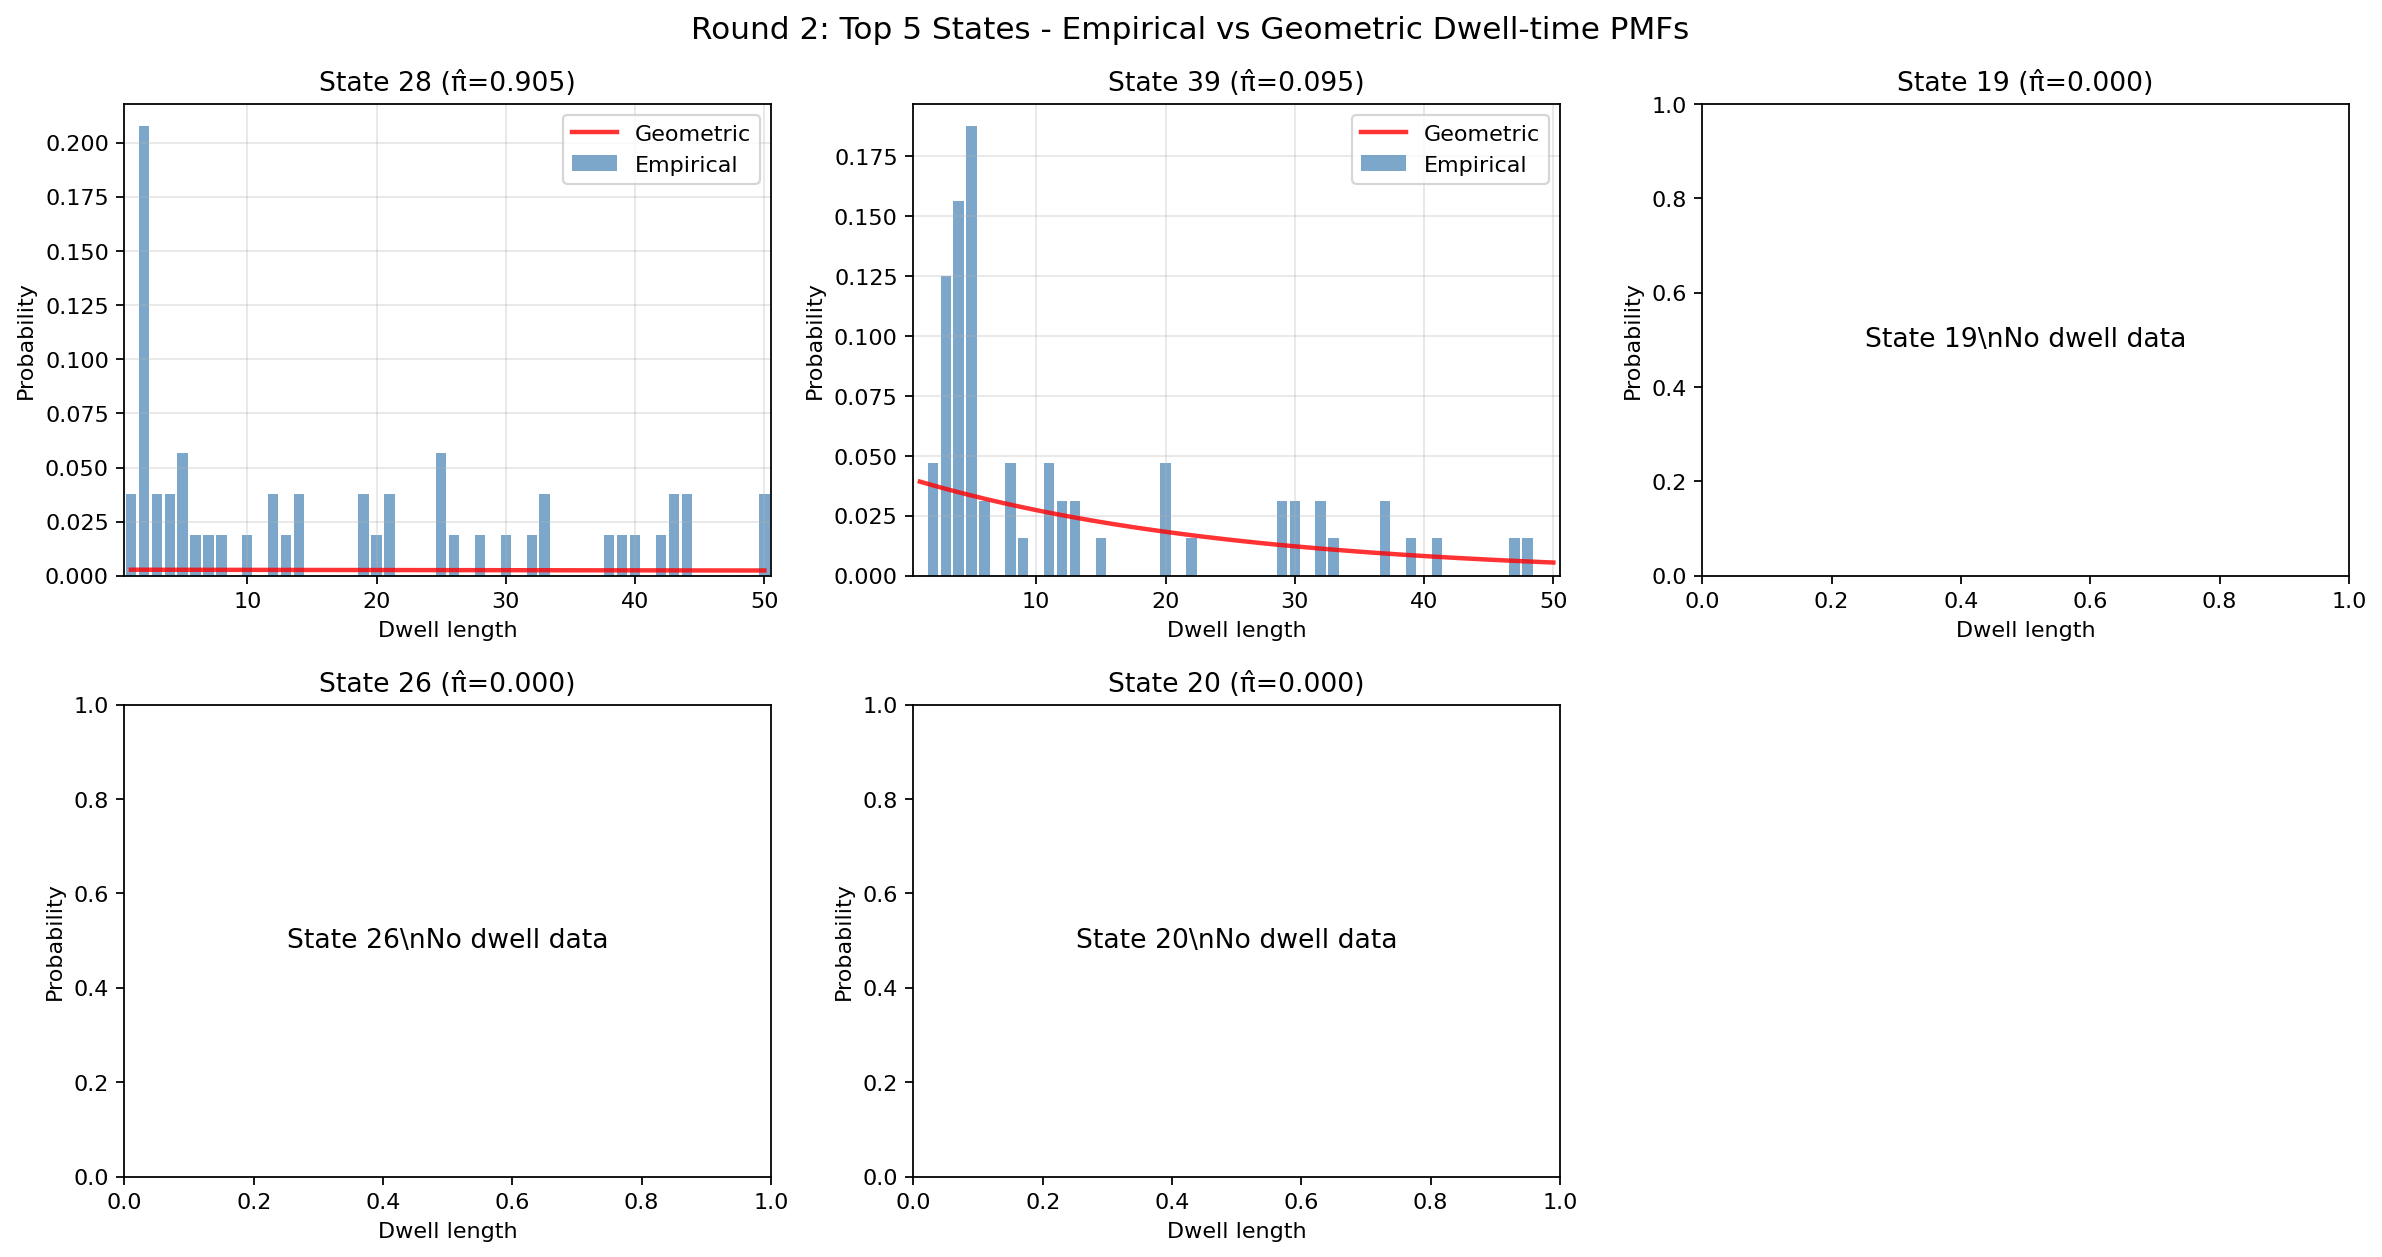 Round 2: Top 5 States - Empirical vs Geometric Dwell-time PMFs
State 28 (π̂=0.905)
Probability
0.200
0.175
0.150
0.125
0.100
0.075
0.050
0.025
0.000
Geometric
Empirical
10 20 30 40 50
Dwell length
State 39 (π̂=0.095)
Probability
0.175
0.150
0.125
0.100
0.075
0.050
0.025
0.000
Geometric
Empirical
10 20 30 40 50
Dwell length
State 19 (π̂=0.000)
Probability
1.0
0.8
0.6
0.4
0.2
0.0
State 19\nNo dwell data
0.0 0.2 0.4 0.6 0.8 1.0
Dwell length
State 26 (π̂=0.000)
Probability
1.0
0.8
0.6
0.4
0.2
0.0
State 26\nNo dwell data
0.0 0.2 0.4 0.6 0.8 1.0
Dwell length
State 20 (π̂=0.000)
Probability
1.0
0.8
0.6
0.4
0.2
0.0
State 20\nNo dwell data
0.0 0.2 0.4 0.6 0.8 1.0
Dwell length